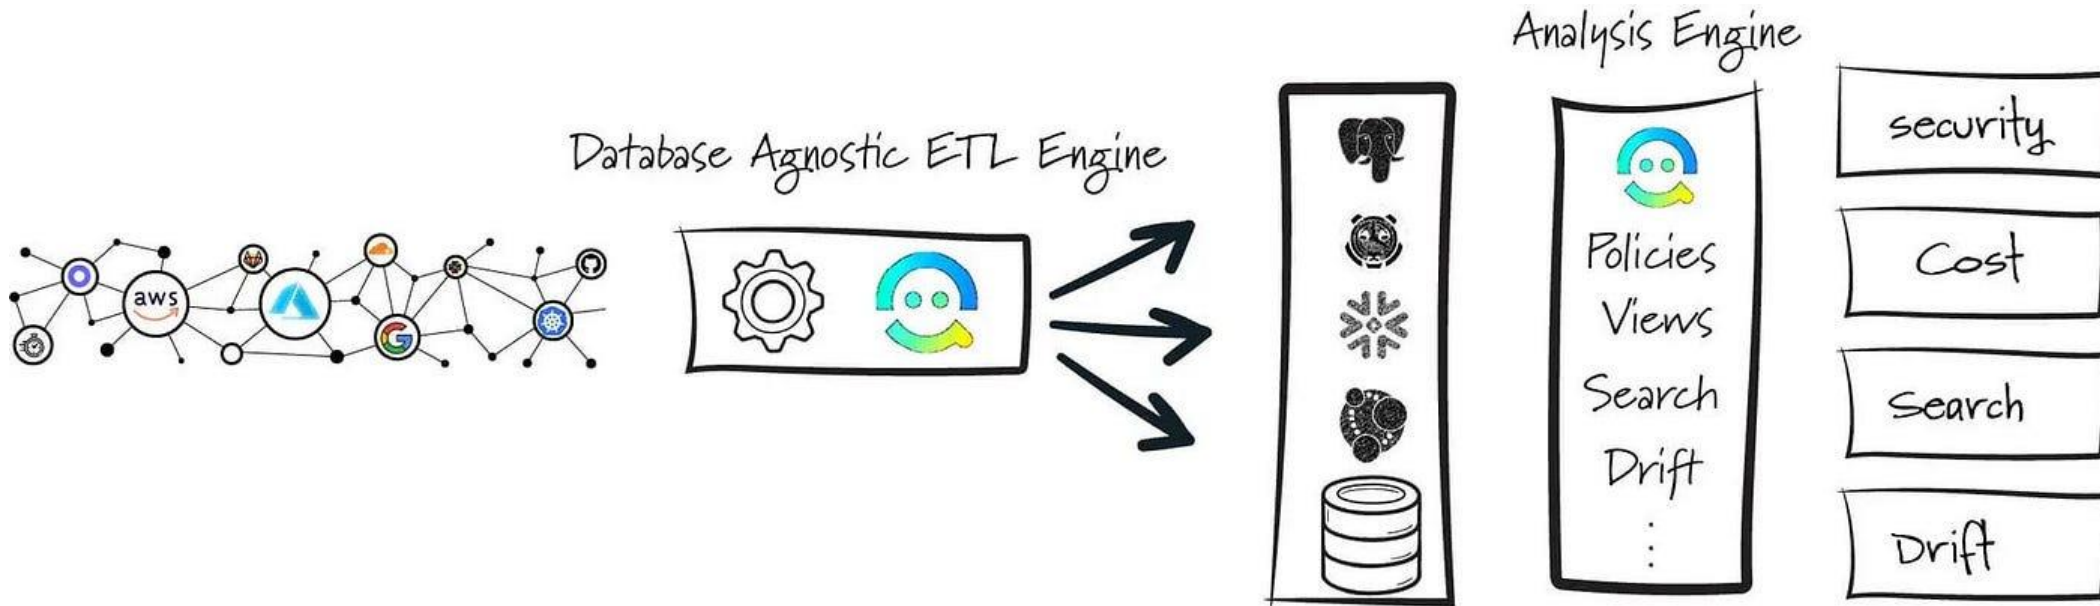 Database Agnostic ETL Engine
aws
Analysis Engine
Policies
Views
Search
Drift
security
Cost
Search
Drift